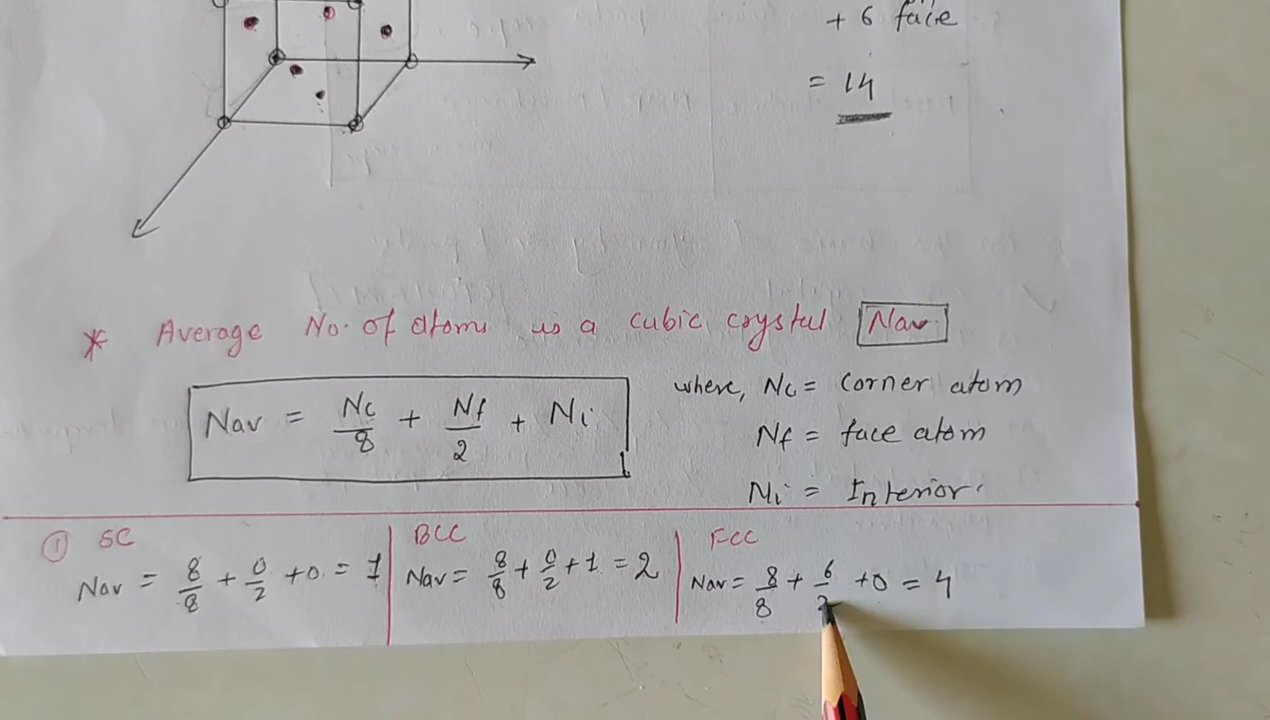 + 6 face
= 14
* Average No. of atoms is a cubic crystal Nav
Nav = Nc/8 + Nf/2 + Ni
where, Nc = Corner atom
Nf = face atom
Ni = Interior.
① SC
Nav = 8/8 + 0/2 + 0 = 1
BCC
Nav = 8/8 + 0/2 + 1 = 2
FCC
Nav = 8/8 + 6/2 + 0 = 4